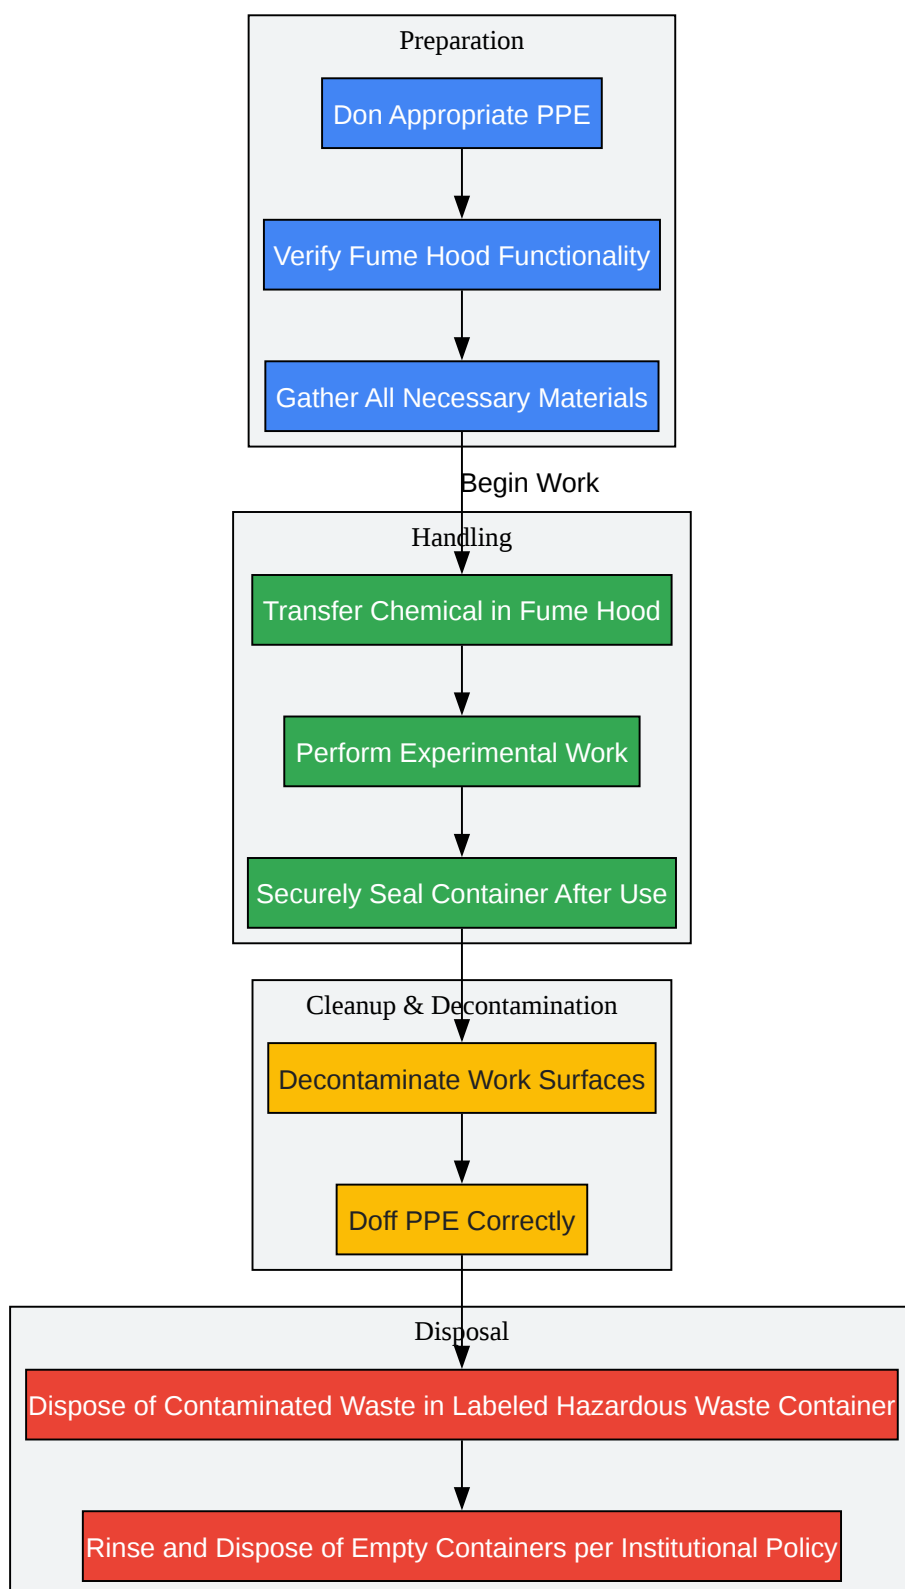 Preparation
Don Appropriate PPE
Verify Fume Hood Functionality
Gather All Necessary Materials
Begin Work
Handling
Transfer Chemical in Fume Hood
Perform Experimental Work
Securely Seal Container After Use
Cleanup & Decontamination
Decontaminate Work Surfaces
Doff PPE Correctly
Disposal
Dispose of Contaminated Waste in Labeled Hazardous Waste Container
Rinse and Dispose of Empty Containers per Institutional Policy